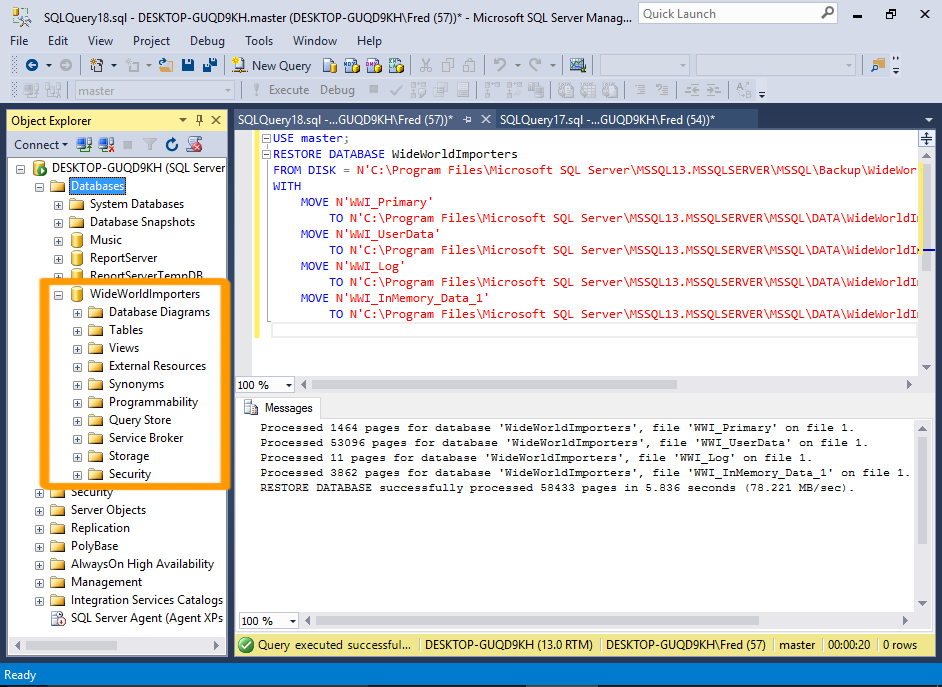 SQLQuery18.sql - DESKTOP-GUQD9KH.master (DESKTOP-GUQD9KH\Fred (57))* - Microsoft SQL Server Manag...
Quick Launch
File Edit View Project Debug Tools Window Help
New Query
master Execute Debug
Object Explorer
Connect
DESKTOP-GUQD9KH (SQL Server
Databases
System Databases
Database Snapshots
Music
ReportServer
ReportServerTempDB
WideWorldImporters
Database Diagrams
Tables
Views
External Resources
Synonyms
Programmability
Query Store
Service Broker
Storage
Security
Security
Server Objects
Replication
PolyBase
AlwaysOn High Availability
Management
Integration Services Catalogs
SQL Server Agent (Agent XPs
SQLQuery18.sql -...GUQD9KH\Fred (57))* SQLQuery17.sql -...GUQD9KH\Fred (54))*
USE master;
RESTORE DATABASE WideWorldImporters
FROM DISK = N'C:\Program Files\Microsoft SQL Server\MSSQL13.MSSQLSERVER\MSSQL\Backup\WideWor
WITH
MOVE N'WWI_Primary'
TO N'C:\Program Files\Microsoft SQL Server\MSSQL13.MSSQLSERVER\MSSQL\DATA\WideWorldI
MOVE N'WWI_UserData'
TO N'C:\Program Files\Microsoft SQL Server\MSSQL13.MSSQLSERVER\MSSQL\DATA\WideWorldI
MOVE N'WWI_Log'
TO N'C:\Program Files\Microsoft SQL Server\MSSQL13.MSSQLSERVER\MSSQL\DATA\WideWorldI
MOVE N'WWI_InMemory_Data_1'
TO N'C:\Program Files\Microsoft SQL Server\MSSQL13.MSSQLSERVER\MSSQL\DATA\WideWorldI
100 %
Messages
Processed 1464 pages for database 'WideWorldImporters', file 'WWI_Primary' on file 1.
Processed 53096 pages for database 'WideWorldImporters', file 'WWI_UserData' on file 1.
Processed 11 pages for database 'WideWorldImporters', file 'WWI_Log' on file 1.
Processed 3862 pages for database 'WideWorldImporters', file 'WWI_InMemory_Data_1' on file 1.
RESTORE DATABASE successfully processed 58433 pages in 5.836 seconds (78.221 MB/sec).
100 %
Query executed successful... DESKTOP-GUQD9KH (13.0 RTM) DESKTOP-GUQD9KH\Fred (57) master 00:00:20 0 rows
Ready